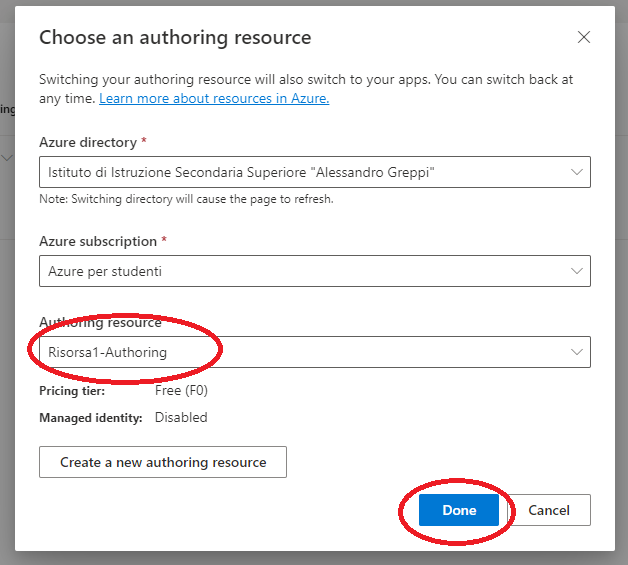 Choose an authoring resource
Switching your authoring resource will also switch to your apps. You can switch back at
any time. Learn more about resources in Azure.
ing
Azure directory *
Istituto di Istruzione Secondaria Superiore "Alessandro Greppi"
Note: Switching directory will cause the page to refresh.
Azure subscription *
Azure per studenti
Authoring resource
Risorsa1-Authoring
Pricing tier: Free (F0)
Managed identity: Disabled
Create a new authoring resource
Done Cancel